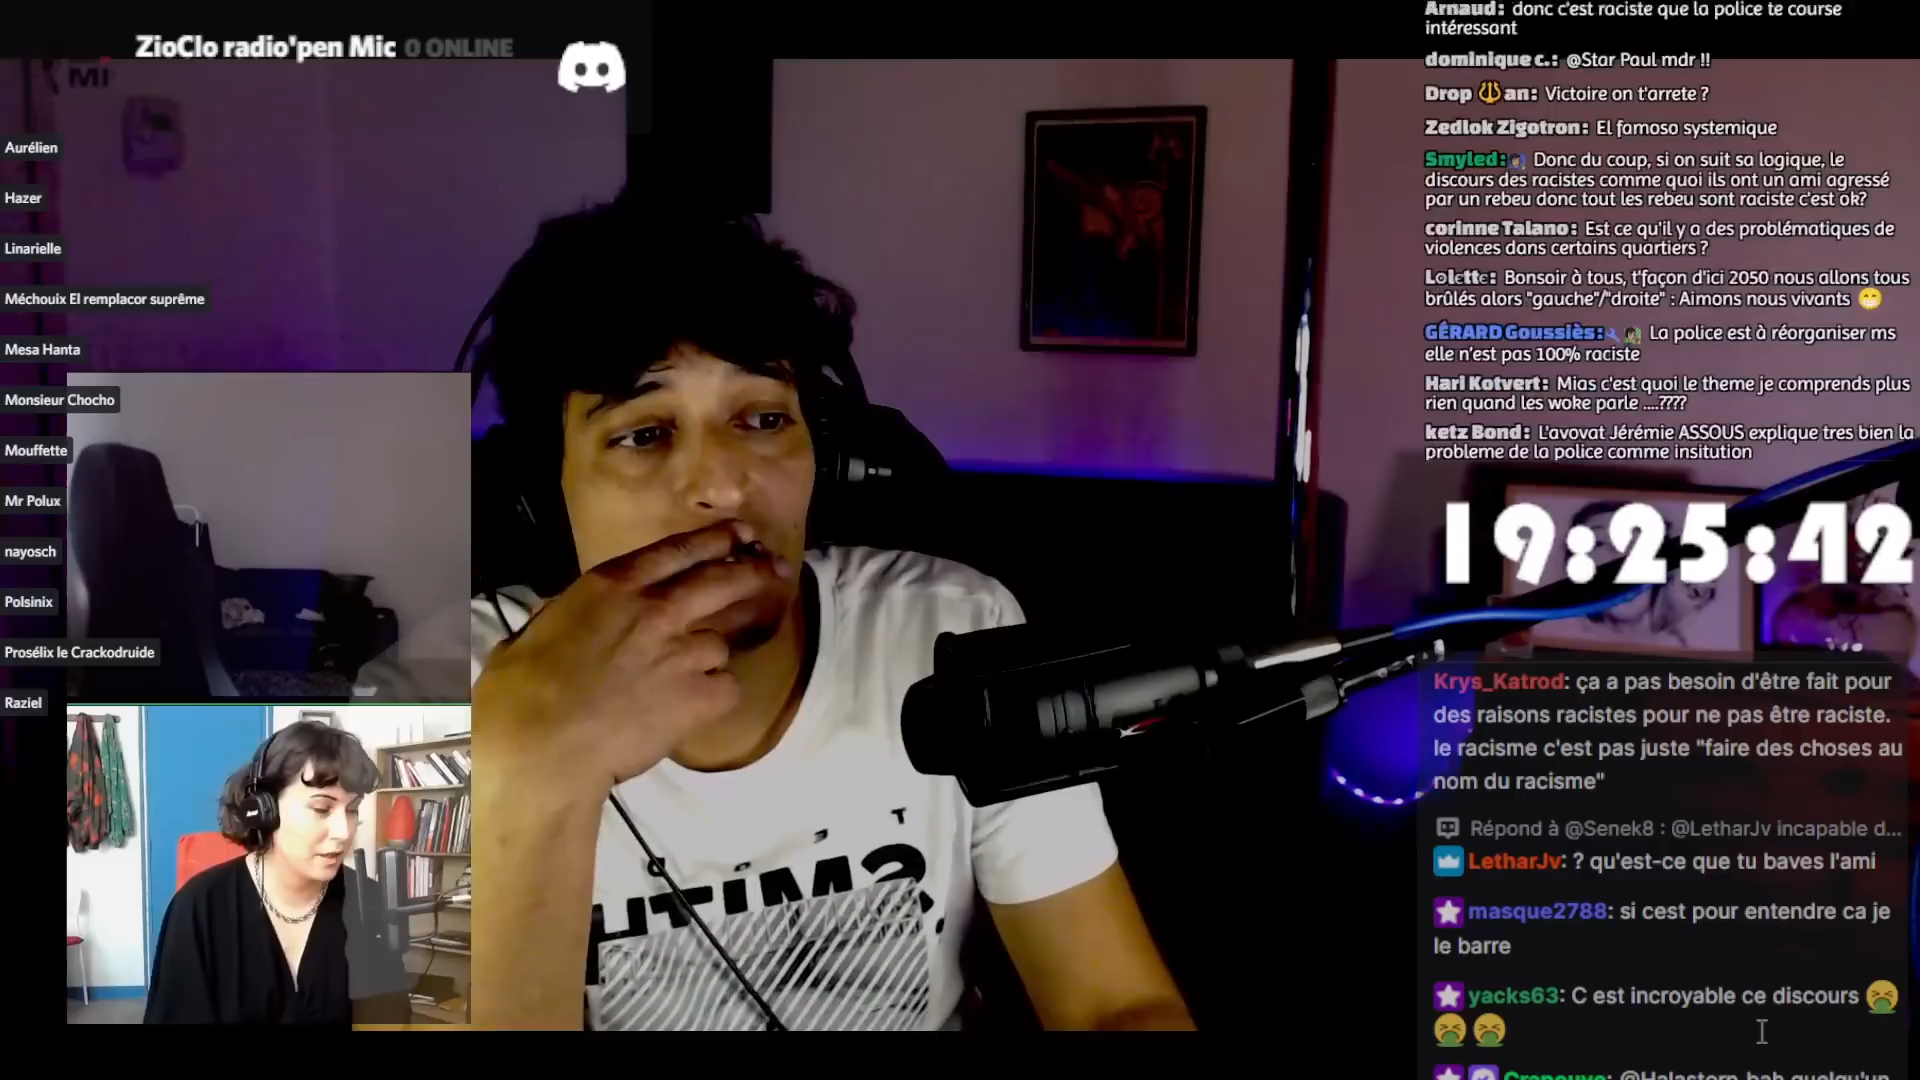 ZioClo radio'pen Mic 0 ONLINE
MI
Aurélien
Hazer
Linarielle
Méchouix El remplacor suprême
Mesa Hanta
Monsieur Chocho
Mouffette
Mr Polux
nayosch
Polsinix
Prosélix le Crackodruide
Raziel
Arnaud: donc c'est raciste que la police te course
intéressant
dominique c.: @Star Paul mdr !!
Drop 🔱an: Victoire on t'arrete ?
Zedlok Zigotron: El famoso systemique
Smyled: Donc du coup, si on suit sa logique, le
discours des racistes comme quoi ils ont un ami agressé
par un rebeu donc tout les rebeu sont raciste c'est ok?
corinne Talano: Est ce qu'il y a des problématiques de
violences dans certains quartiers ?
Lolette: Bonsoir à tous, t'façon d'ici 2050 nous allons tous
brûlés alors "gauche"/"droite" : Aimons nous vivants 😁
GÉRARD Goussiès: La police est à réorganiser ms
elle n'est pas 100% raciste
Hari Kotvert: Mias c'est quoi le theme je comprends plus
rien quand les woke parle ....????
ketz Bond: L'avovat Jérémie ASSOUS explique tres bien la
probleme de la police comme insitution
19:25:42
Krys_Katrod: ça a pas besoin d'être fait pour
des raisons racistes pour ne pas être raciste.
le racisme c'est pas juste "faire des choses au
nom du racisme"
Répond à @Senek8 : @LetharJv incapable d...
LetharJv: ? qu'est-ce que tu baves l'ami
masque2788: si cest pour entendre ca je
le barre
yacks63: C est incroyable ce discours 🤮
🤮 🤮